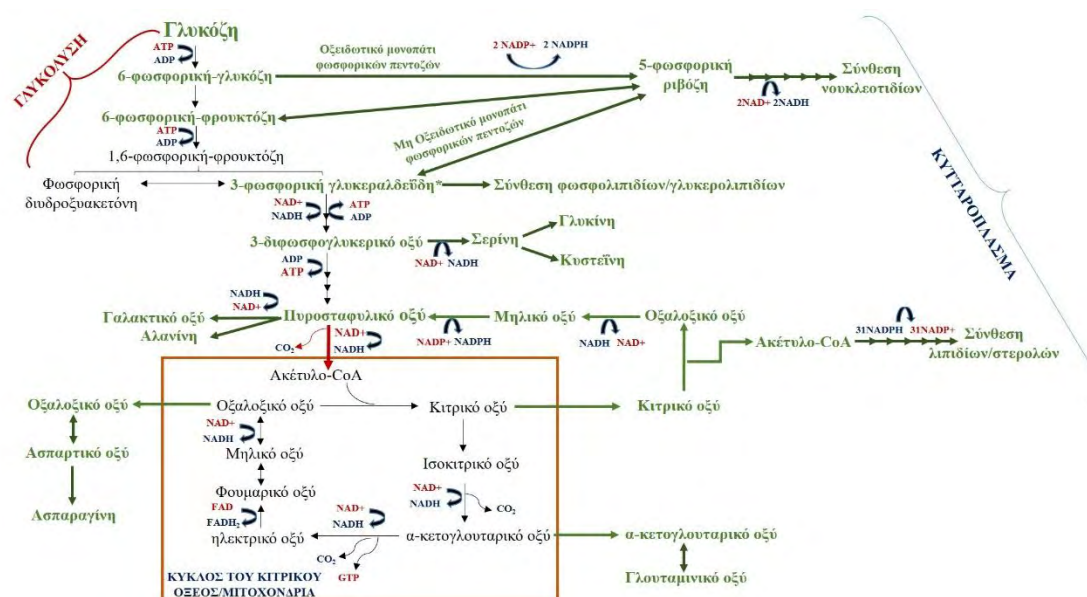 Γλυκόζη
ΓΛΥΚΟΛΥΣΗ
ATP
ADP
Οξειδωτικό μονοπάτι
φωσφορικών πεντοζών
2 NADP+ 2 NADPH
6-φωσφορική-γλυκόζη
5-φωσφορική
ριβόζη
2NAD+ 2NADH
Σύνθεση
νουκλεοτιδίων
6-φωσφορική-φρουκτόζη
ATP
ADP
Μη Οξειδωτικό μονοπάτι
φωσφορικών πεντοζών
1,6-φωσφορική-φρουκτόζη
Φωσφορική
διυδροξυακετόνη
3-φωσφορική γλυκεραλδεΰδη*
Σύνθεση φωσφολιπιδίων/γλυκερολιπιδίων
ΚΥΤΤΑΡΟΠΛΑΣΜΑ
NAD+ ATP
NADH ADP
3-διφωσφογλυκερικό οξύ
NAD+ NADH
Σερίνη
Γλυκίνη
Κυστεΐνη
ADP
ATP
NADH
NAD+
Γαλακτικό οξύ
Αλανίνη
Πυροσταφυλικό οξύ
NADP+ NADPH
Μηλικό οξύ
NADH NAD+
Οξαλοξικό οξύ
CO2
NAD+
NADH
Ακέτυλο-CoA
31NADPH 31NADP+
Σύνθεση
λιπιδίων/στερολών
Ακέτυλο-CoA
Οξαλοξικό οξύ
Οξαλοξικό οξύ
Κιτρικό οξύ
Κιτρικό οξύ
NAD+
NADH
Ασπαρτικό οξύ
Μηλικό οξύ
Ισοκιτρικό οξύ
Φουμαρικό οξύ
NAD+
NADH
CO2
Ασπαραγίνη
FAD
FADH2
NAD+
NADH
ηλεκτρικό οξύ
α-κετογλουταρικό οξύ
α-κετογλουταρικό οξύ
CO2
GTP
Γλουταμινικό οξύ
ΚΥΚΛΟΣ ΤΟΥ ΚΙΤΡΙΚΟΥ
ΟΞΕΟΣ/ΜΙΤΟΧΟΝΔΡΙΑ